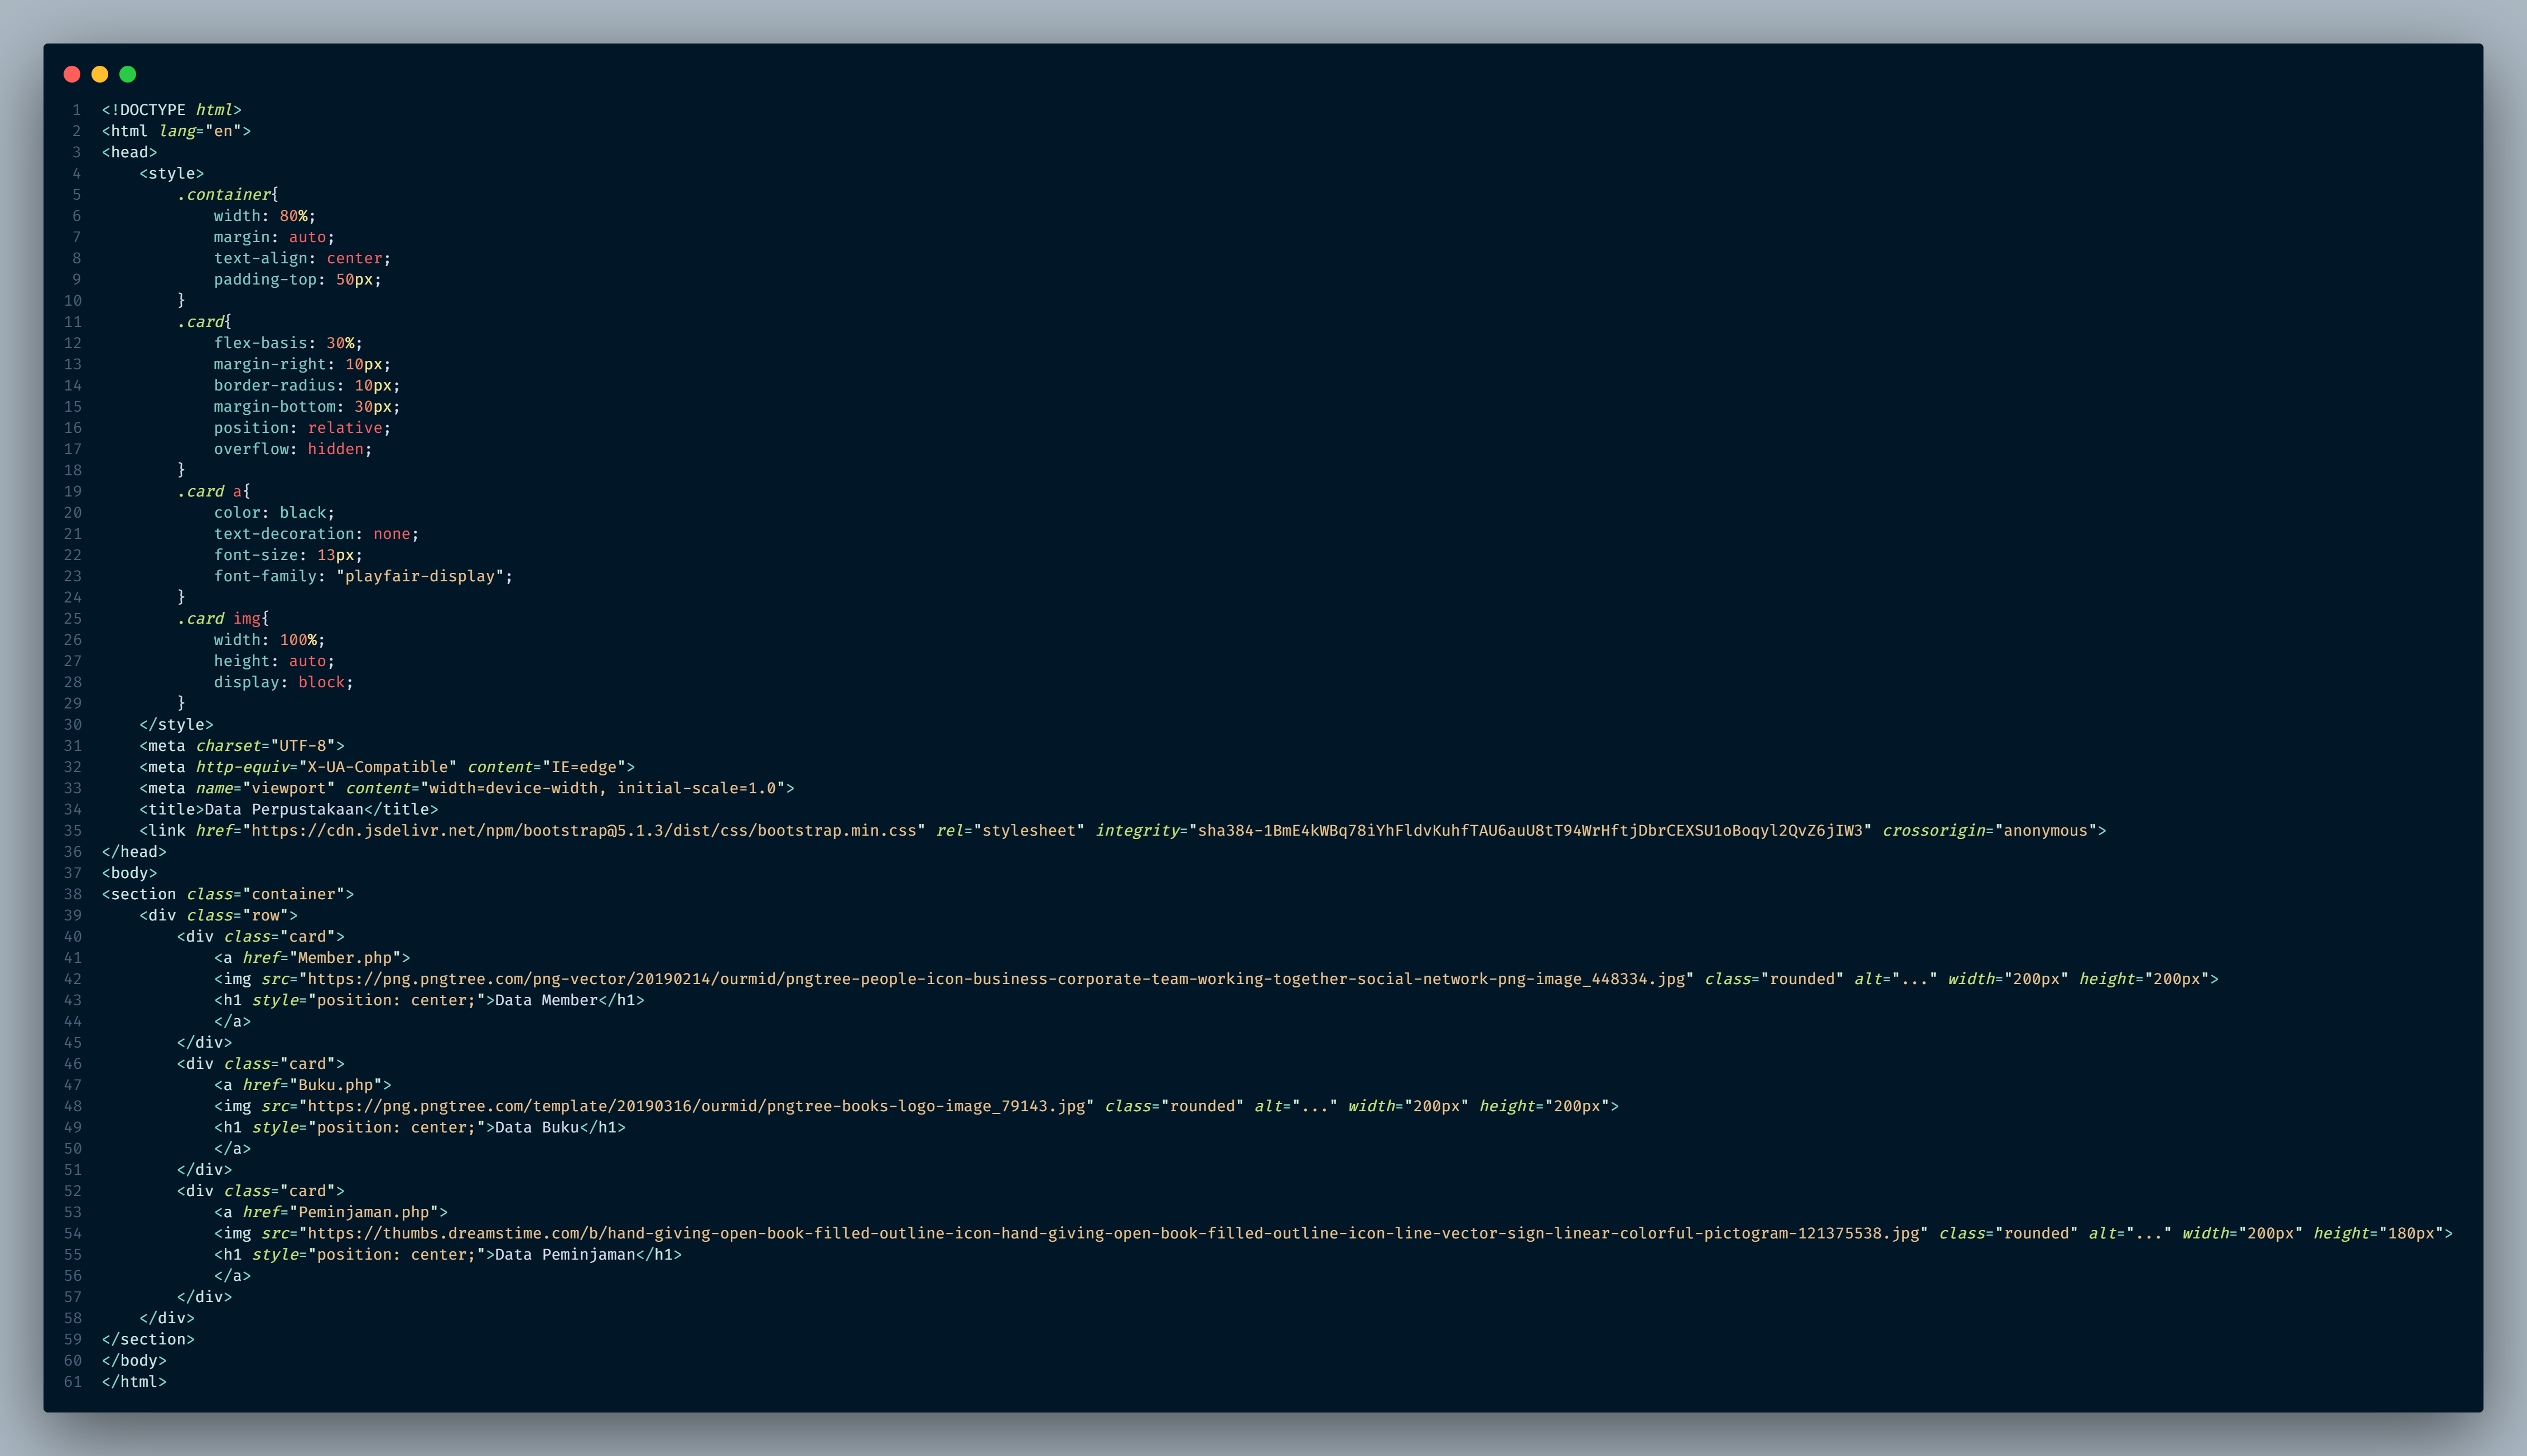 1 <!DOCTYPE html>
2 <html lang="en">
3 <head>
4     <style>
5         .container{
6             width: 80%;
7             margin: auto;
8             text-align: center;
9             padding-top: 50px;
10         }
11         .card{
12             flex-basis: 30%;
13             margin-right: 10px;
14             border-radius: 10px;
15             margin-bottom: 30px;
16             position: relative;
17             overflow: hidden;
18         }
19         .card a{
20             color: black;
21             text-decoration: none;
22             font-size: 13px;
23             font-family: "playfair-display";
24         }
25         .card img{
26             width: 100%;
27             height: auto;
28             display: block;
29         }
30     </style>
31     <meta charset="UTF-8">
32     <meta http-equiv="X-UA-Compatible" content="IE=edge">
33     <meta name="viewport" content="width=device-width, initial-scale=1.0">
34     <title>Data Perpustakaan</title>
35     <link href="https://cdn.jsdelivr.net/npm/bootstrap@5.1.3/dist/css/bootstrap.min.css" rel="stylesheet" integrity="sha384-1BmE4kWBq78iYhFldvKuhfTAU6auU8tT94WrHftjDbrCEXSU1oBoqyl2QvZ6jIW3" crossorigin="anonymous">
36 </head>
37 <body>
38 <section class="container">
39     <div class="row">
40         <div class="card">
41             <a href="Member.php">
42             <img src="https://png.pngtree.com/png-vector/20190214/ourmid/pngtree-people-icon-business-corporate-team-working-together-social-network-png-image_448334.jpg" class="rounded" alt="..." width="200px" height="200px">
43             <h1 style="position: center;">Data Member</h1>
44             </a>
45         </div>
46         <div class="card">
47             <a href="Buku.php">
48             <img src="https://png.pngtree.com/template/20190316/ourmid/pngtree-books-logo-image_79143.jpg" class="rounded" alt="..." width="200px" height="200px">
49             <h1 style="position: center;">Data Buku</h1>
50             </a>
51         </div>
52         <div class="card">
53             <a href="Peminjaman.php">
54             <img src="https://thumbs.dreamstime.com/b/hand-giving-open-book-filled-outline-icon-hand-giving-open-book-filled-outline-icon-line-vector-sign-linear-colorful-pictogram-121375538.jpg" class="rounded" alt="..." width="200px" height="180px">
55             <h1 style="position: center;">Data Peminjaman</h1>
56             </a>
57         </div>
58     </div>
59 </section>
60 </body>
61 </html>